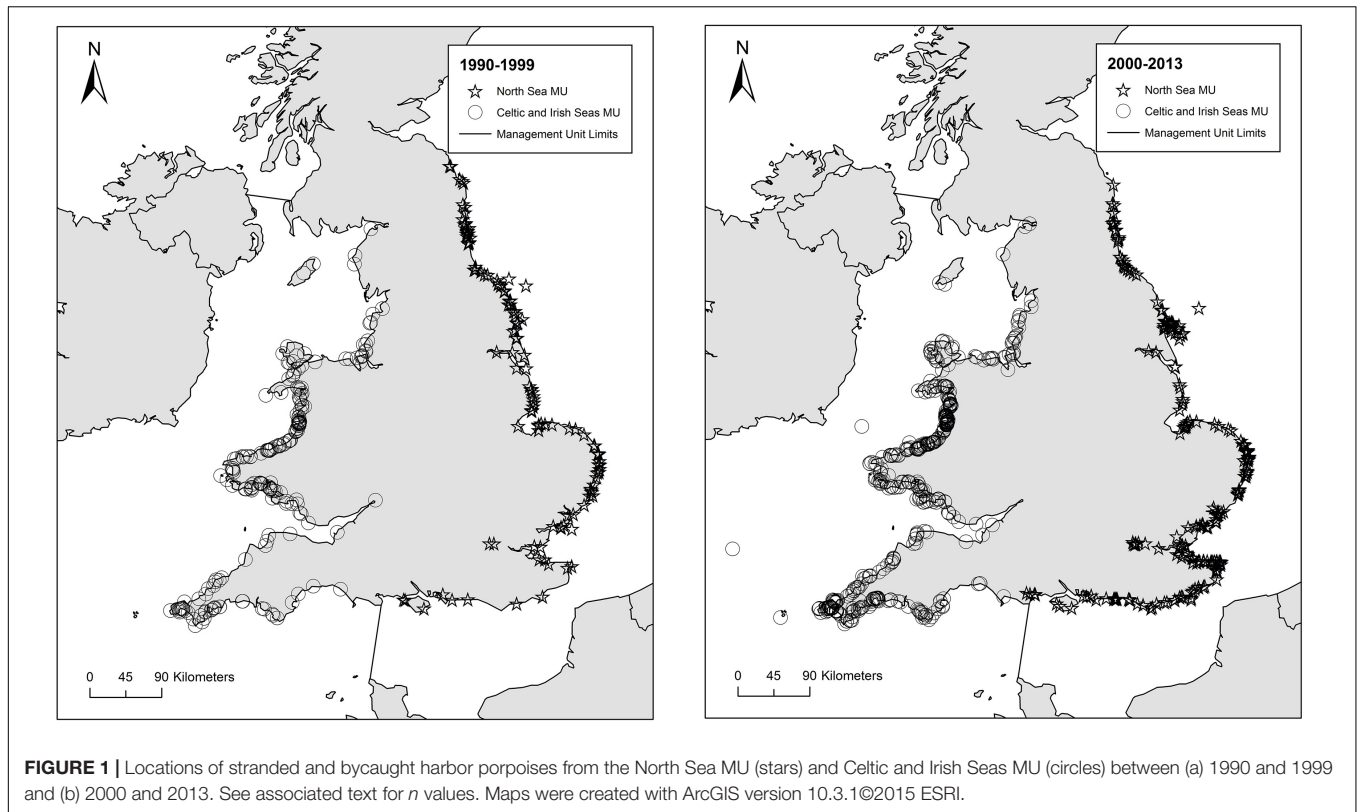 N
1990-1999
North Sea MU
Celtic and Irish Seas MU
Management Unit Limits
0 45 90 Kilometers
N
2000-2013
North Sea MU
Celtic and Irish Seas MU
Management Unit Limits
0 45 90 Kilometers
FIGURE 1 | Locations of stranded and bycaught harbor porpoises from the North Sea MU (stars) and Celtic and Irish Seas MU (circles) between (a) 1990 and 1999
and (b) 2000 and 2013. See associated text for n values. Maps were created with ArcGIS version 10.3.1©2015 ESRI.